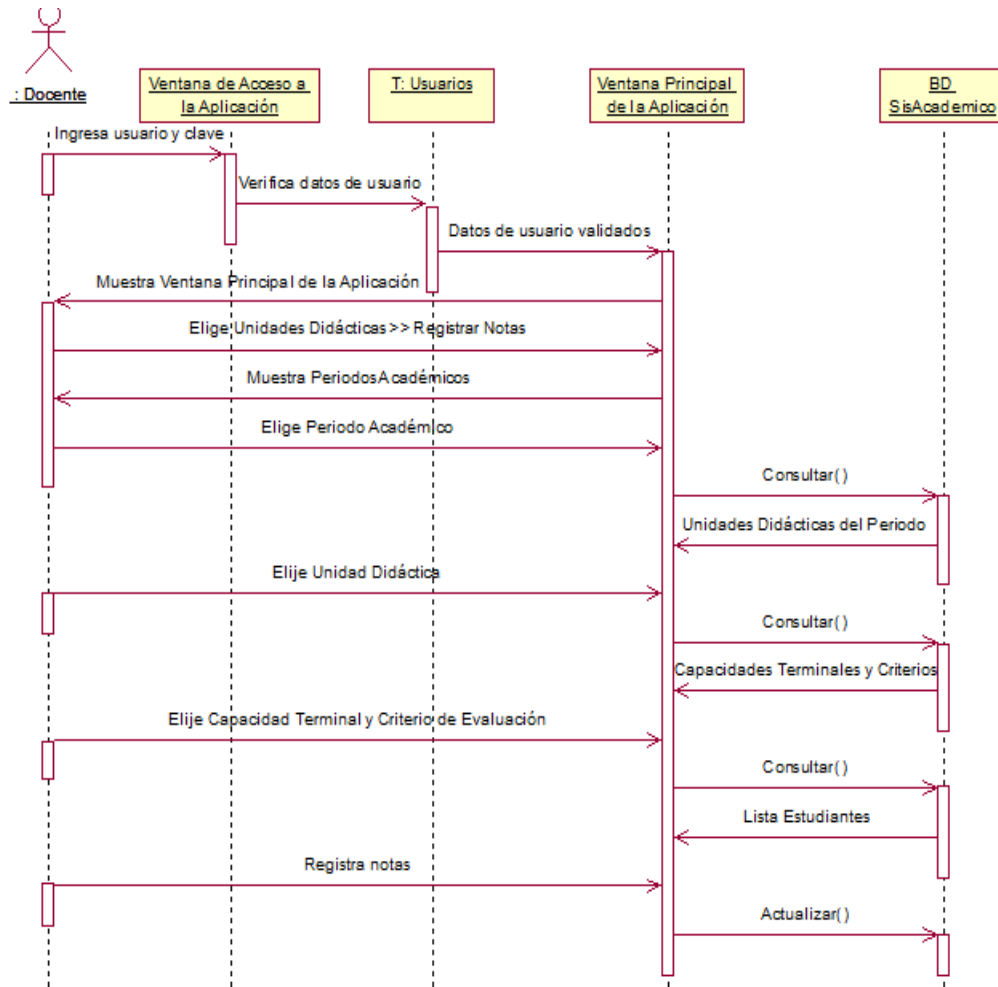 : Docente
Ventana de Acceso a
la Aplicación
T: Usuarios
Ventana Principal
de la Aplicación
BD
SisAcademico
Ingresa usuario y clave
Verifica datos de usuario
Datos de usuario validados
Muestra Ventana Principal de la Aplicación
Elige Unidades Didácticas >> Registrar Notas
Muestra Periodos Académicos
Elige Periodo Académico
Consultar( )
Unidades Didácticas del Periodo
Elije Unidad Didáctica
Consultar( )
Capacidades Terminales y Criterios
Elije Capacidad Terminal y Criterio de Evaluación
Consultar( )
Lista Estudiantes
Registra notas
Actualizar( )